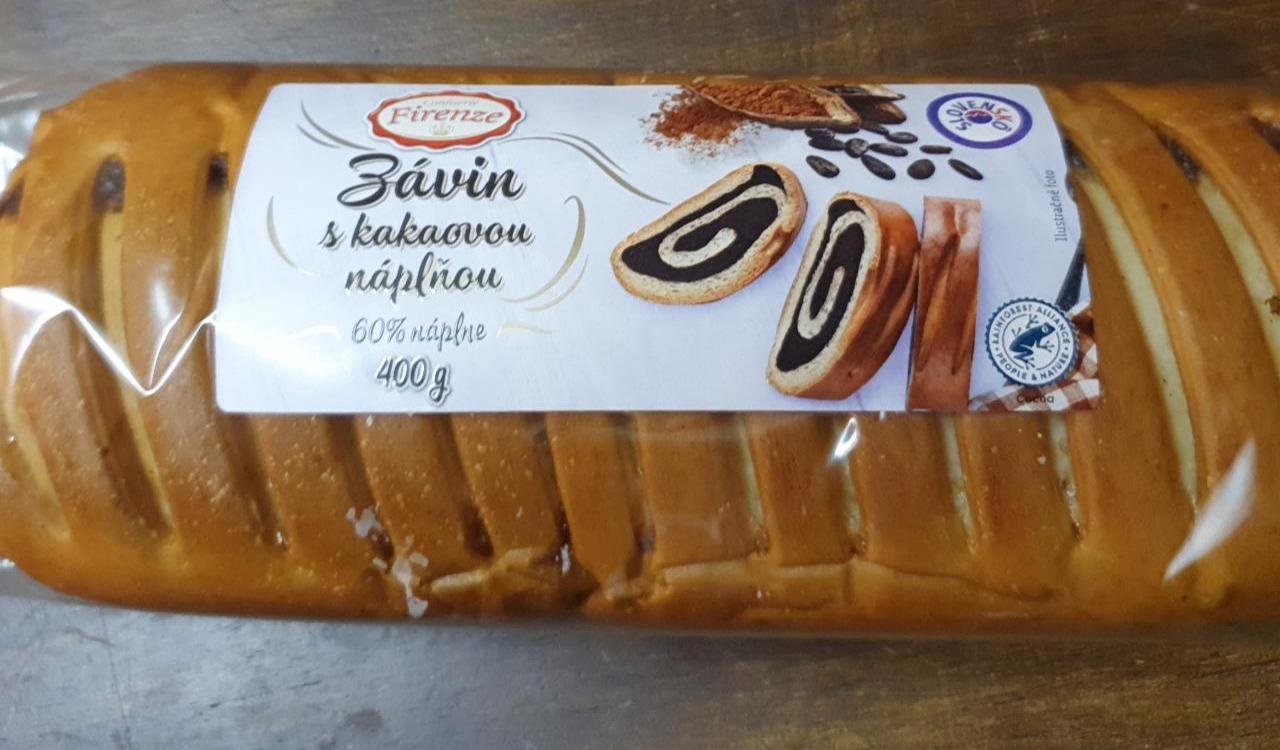 Confiserie
Firenze
Závin
s kakaovou
náplňou
60% náplne
400 g
SLOVENSKO
Ilustračné foto
RAINFOREST ALLIANCE
PEOPLE & NATURE
Cocoa